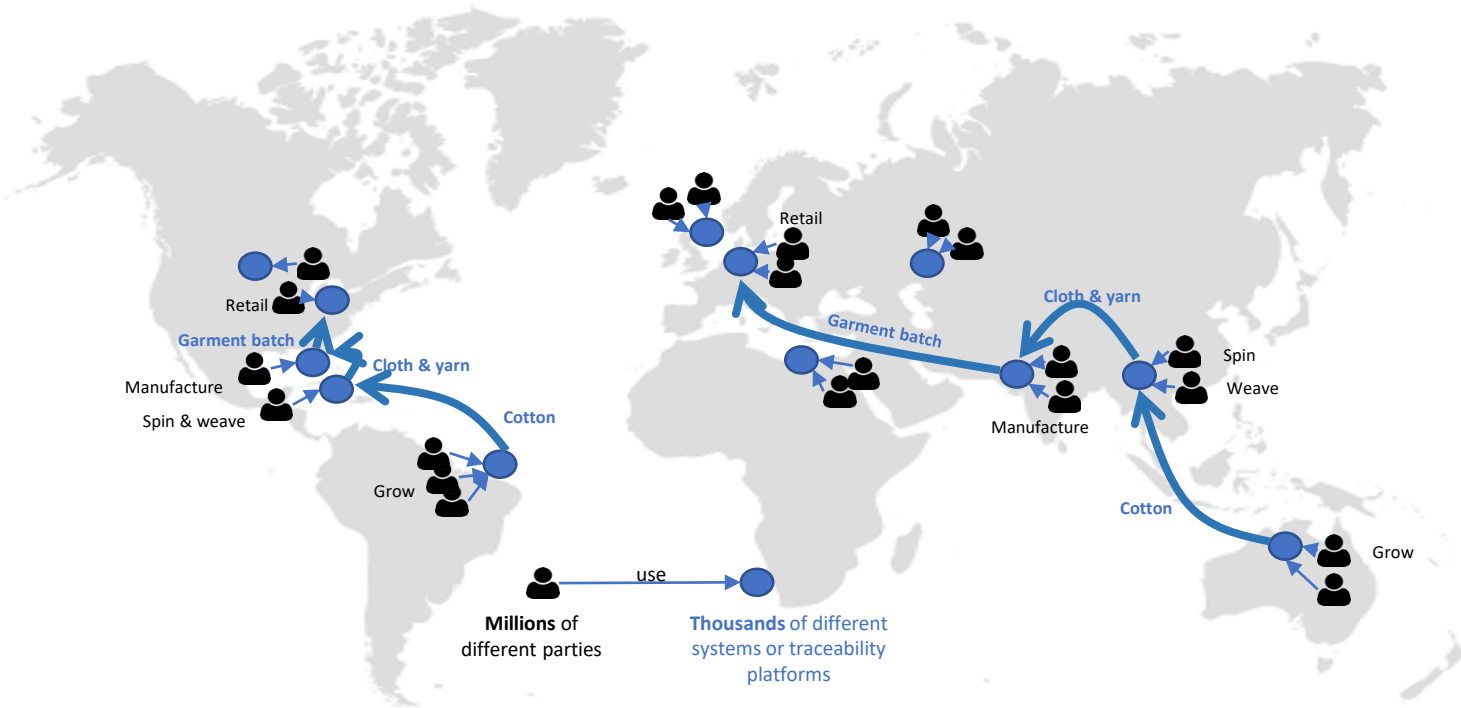 Retail
Retail
Cloth & yarn
Garment batch
Garment batch
Cloth & yarn
Spin
Manufacture
Weave
Spin & weave
Cotton
Manufacture
Grow
Cotton
Grow
use
Millions of
different parties
Thousands of different
systems or traceability
platforms